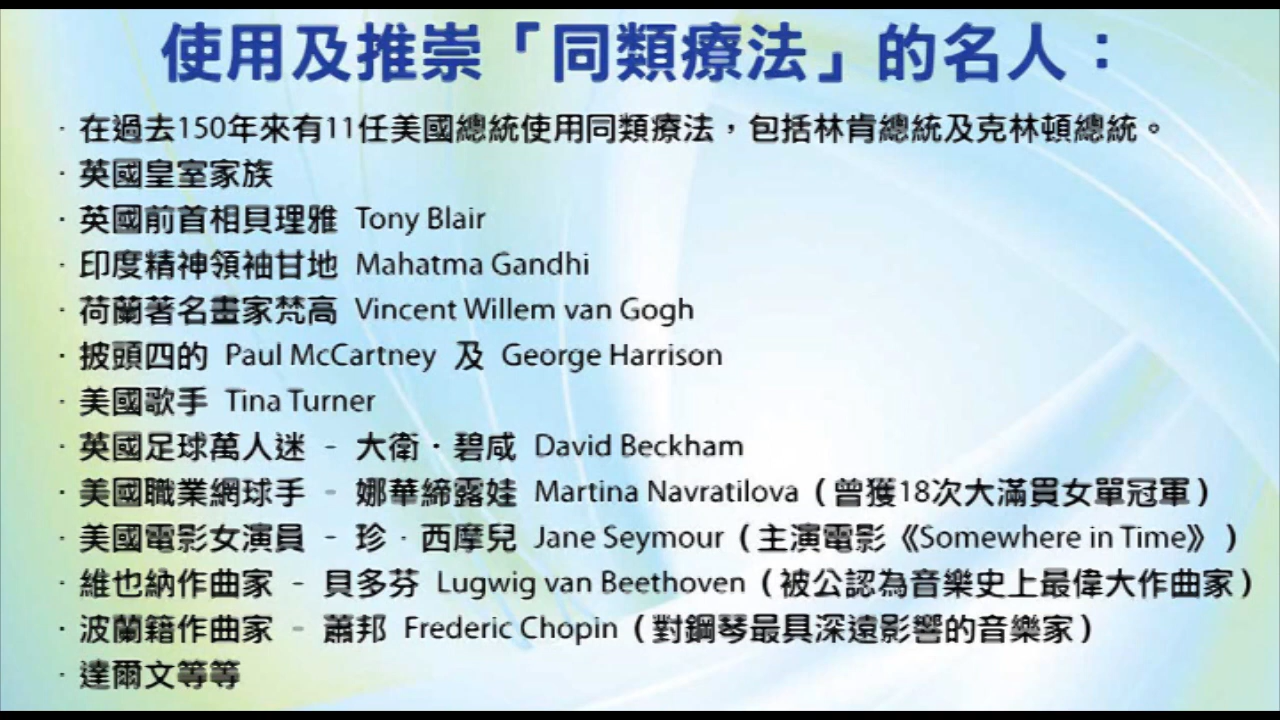 使用及推崇「同類療法」的名人：
· 在過去150年來有11任美國總統使用同類療法，包括林肯總統及克林頓總統。
· 英國皇室家族
· 英國前首相貝理雅 Tony Blair
· 印度精神領袖甘地 Mahatma Gandhi
· 荷蘭著名畫家梵高 Vincent Willem van Gogh
· 披頭四的 Paul McCartney 及 George Harrison
· 美國歌手 Tina Turner
· 英國足球萬人迷 - 大衛·碧咸 David Beckham
· 美國職業網球手 - 娜華締露娃 Martina Navratilova（曾獲18次大滿貫女單冠軍）
· 美國電影女演員 - 珍·西摩兒 Jane Seymour（主演電影《Somewhere in Time》）
· 維也納作曲家 - 貝多芬 Lugwig van Beethoven（被公認為音樂史上最偉大作曲家）
· 波蘭籍作曲家 - 蕭邦 Frederic Chopin（對鋼琴最具深遠影響的音樂家）
· 達爾文等等